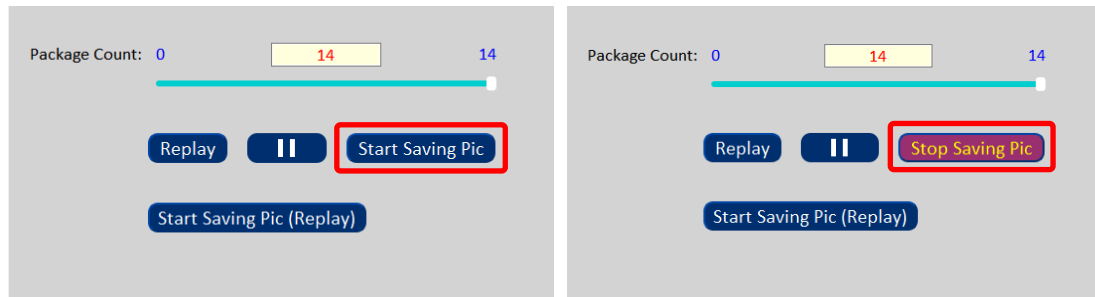 Package Count: 0 14 14
Replay Start Saving Pic
Start Saving Pic (Replay)
Package Count: 0 14 14
Replay Stop Saving Pic
Start Saving Pic (Replay)